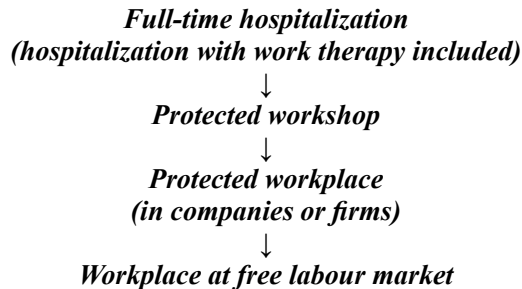 Full-time hospitalization
(hospitalization with work therapy included)
↓
Protected workshop
↓
Protected workplace
(in companies or firms)
↓
Workplace at free labour market